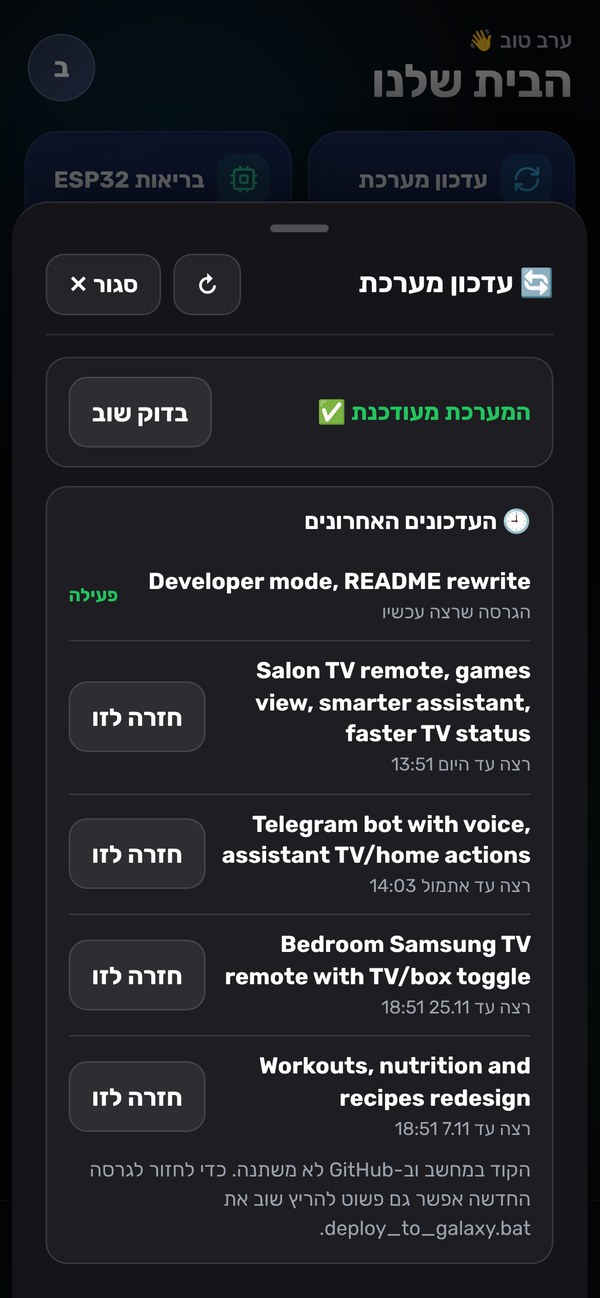 ערב טוב 👋
הבית שלנו
ב
עדכון מערכת
בריאות ESP32
🔄 עדכון מערכת
↻
סגור ✕
המערכת מעודכנת ✅
בדוק שוב
🕘 העדכונים האחרונים
Developer mode, README rewrite
הגרסה שרצה עכשיו
פעילה
Salon TV remote, games
view, smarter assistant,
faster TV status
רצה עד היום 13:51
חזרה לזו
Telegram bot with voice,
assistant TV/home actions
רצה עד אתמול 14:03
חזרה לזו
Bedroom Samsung TV
remote with TV/box toggle
רצה עד 25.11 18:51
חזרה לזו
Workouts, nutrition and
recipes redesign
רצה עד 7.11 18:51
חזרה לזו
הקוד במחשב וב-GitHub לא משתנה. כדי לחזור לגרסה
החדשה אפשר גם פשוט להריץ שוב את
deploy_to_galaxy.bat.